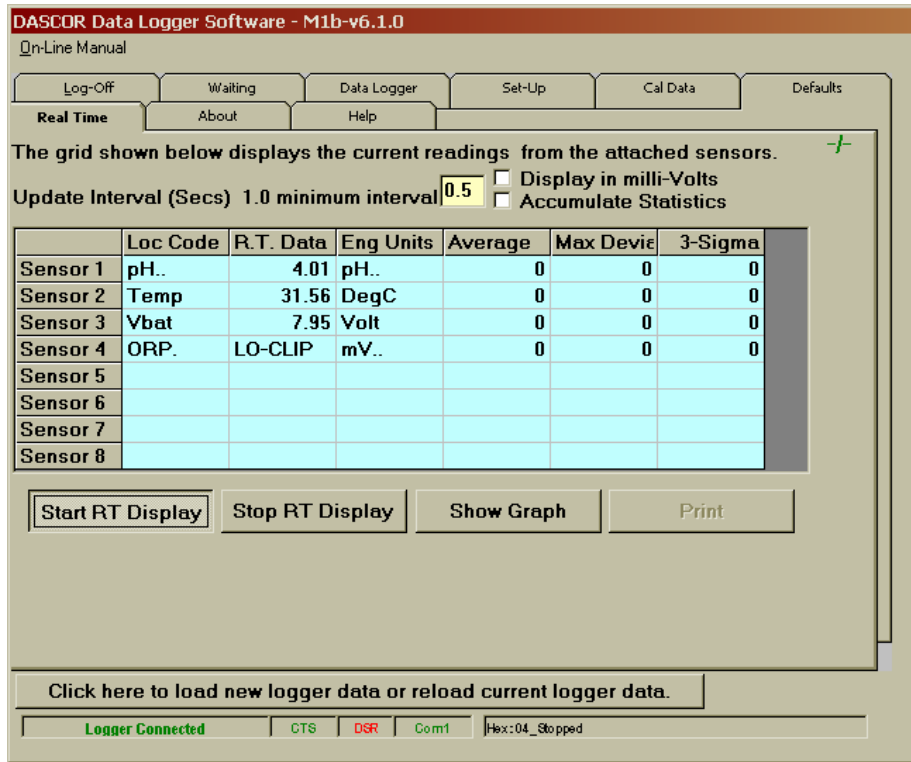 DASCOR Data Logger Software - M1b-v6.1.0
On-Line Manual
Log-Off Waiting Data Logger Set-Up Cal Data Defaults
Real Time About Help
The grid shown below displays the current readings from the attached sensors. -/-
Update Interval (Secs) 1.0 minimum interval 0.5 Display in milli-Volts
Accumulate Statistics
Loc Code R.T. Data Eng Units Average Max Devia 3-Sigma
Sensor 1 pH.. 4.01 pH.. 0 0 0
Sensor 2 Temp 31.56 DegC 0 0 0
Sensor 3 Vbat 7.95 Volt 0 0 0
Sensor 4 ORP. LO-CLIP mV.. 0 0 0
Sensor 5
Sensor 6
Sensor 7
Sensor 8
Start RT Display Stop RT Display Show Graph Print
Click here to load new logger data or reload current logger data.
Logger Connected CTS DSR Com1 Hex:04_Stopped